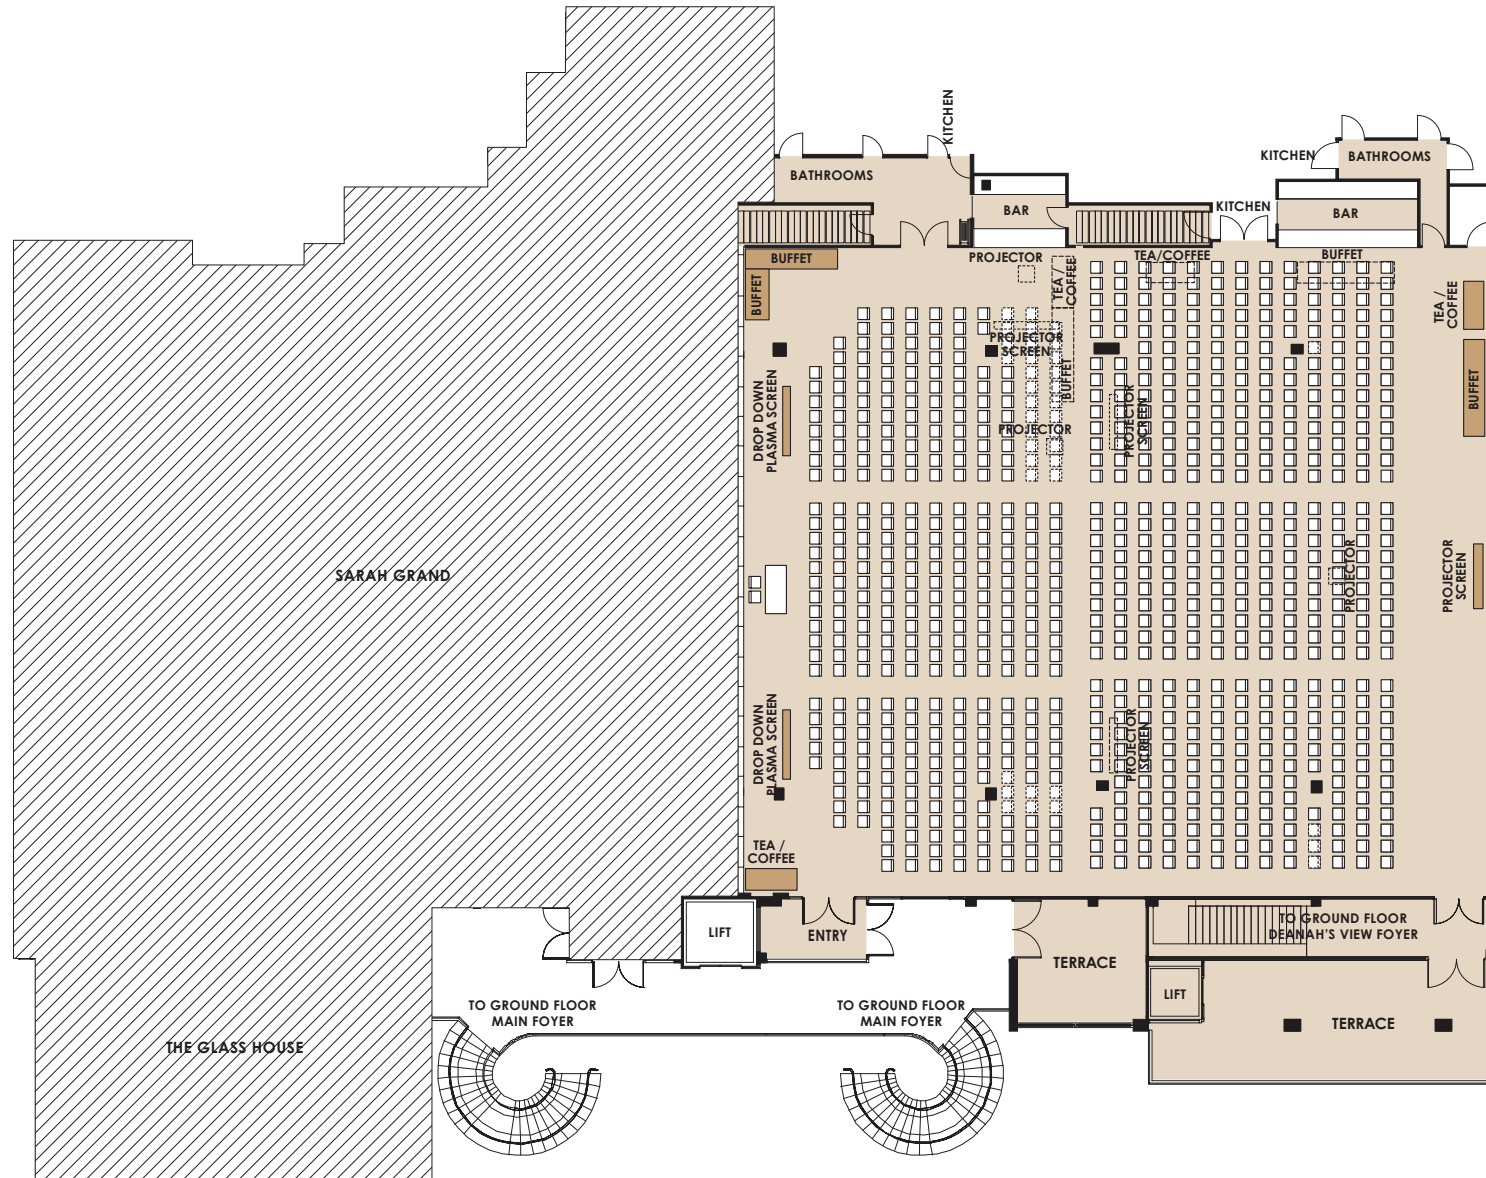 KITCHEN
BATHROOMS
KITCHEN
BATHROOMS
BAR
KITCHEN
BAR
BUFFET
PROJECTOR
TEA/COFFEE
BUFFET
BUFFET
TEA /
COFFEE
TEA /
COFFEE
PROJECTOR
SCREEN
BUFFET
BUFFET
DROP DOWN
PLASMA SCREEN
PROJECTOR
PROJECTOR
SCREEN
SARAH GRAND
PROJECTOR
PROJECTOR
SCREEN
DROP DOWN
PLASMA SCREEN
PROJECTOR
SCREEN
TEA /
COFFEE
LIFT
ENTRY
TO GROUND FLOOR
DEANAH'S VIEW FOYER
TERRACE
LIFT
TO GROUND FLOOR
MAIN FOYER
TO GROUND FLOOR
MAIN FOYER
TERRACE
THE GLASS HOUSE